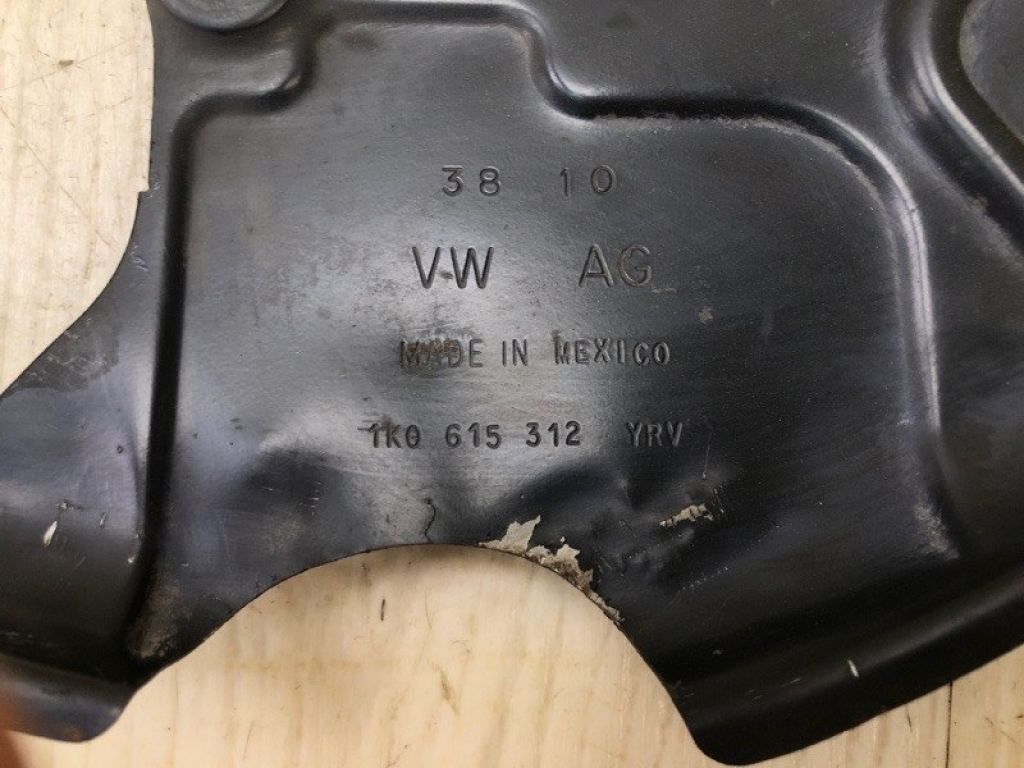 38 10
VW AG
MADE IN MEXICO
1K0 615 312 YRV